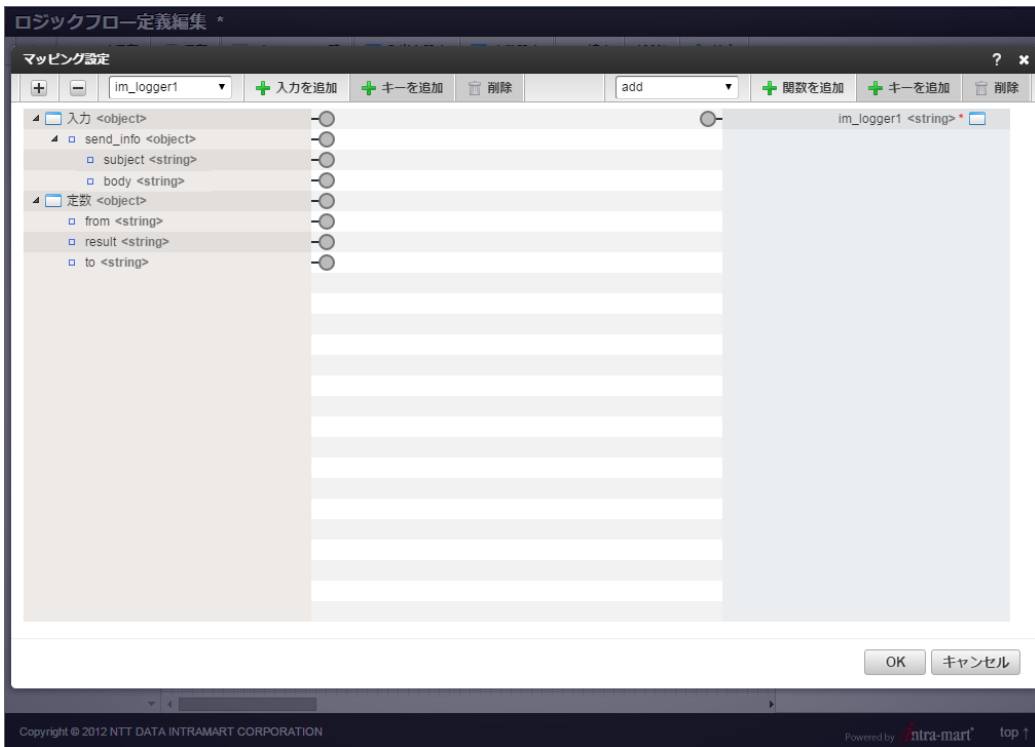 ロジックフロー定義編集 *
マッピング設定 ? ×
im_logger1 入力を追加 キーを追加 削除 add 関数を追加 キーを追加 削除
入力 <object> im_logger1 <string> *
send_info <object>
subject <string>
body <string>
定数 <object>
from <string>
result <string>
to <string>
OK キャンセル
Copyright © 2012 NTT DATA INTRAMART CORPORATION Powered by intra-mart top ↑